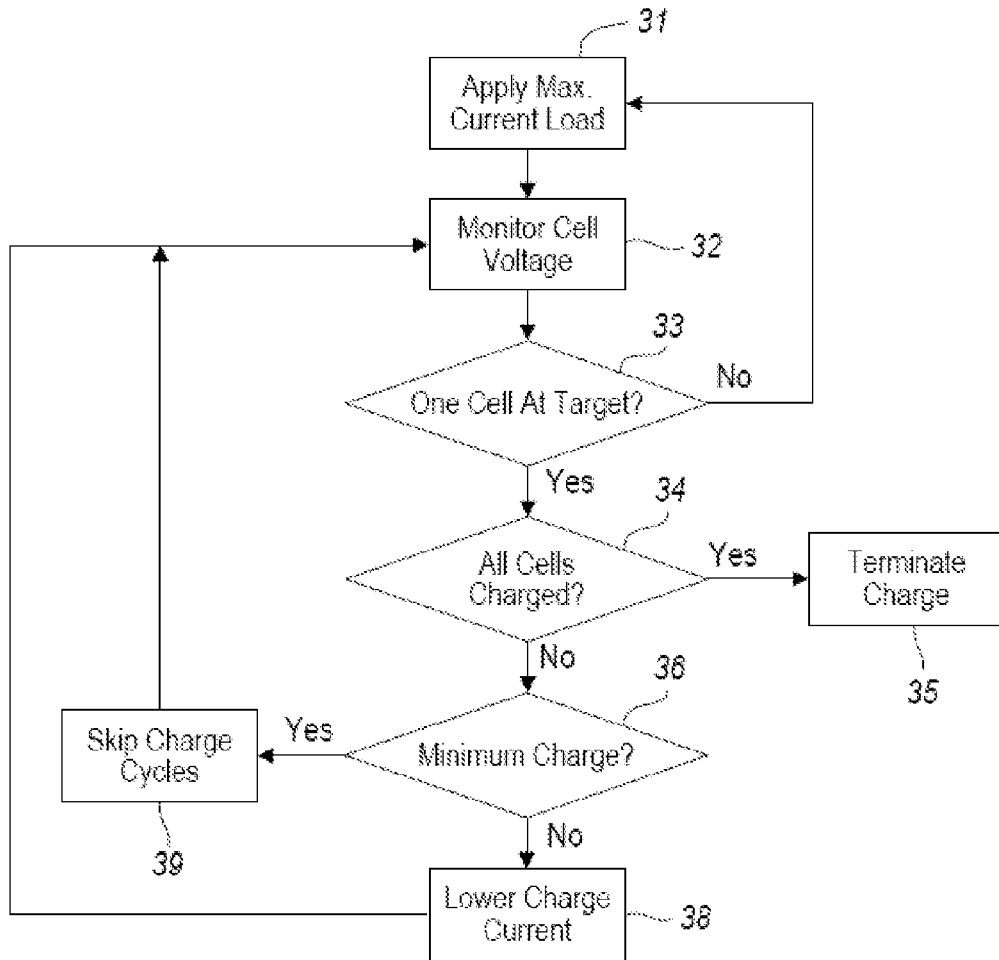 31
Apply Max.
Current Load
Monitor Cell
Voltage
32
33
One Cell At Target?
No
Yes
34
All Cells
Charged?
Yes
Terminate
Charge
35
No
36
Minimum Charge?
Yes
Skip Charge
Cycles
39
No
Lower Charge
Current
38